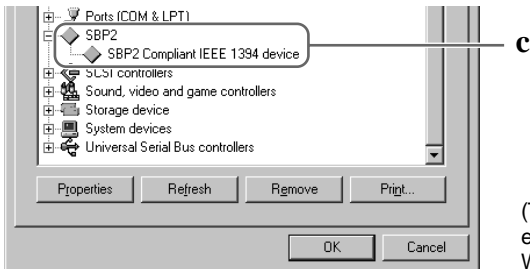 Ports (COM & LPT)
SBP2
SBP2 Compliant IEEE 1394 device
c
SCSI controllers
Sound, video and game controllers
Storage device
System devices
Universal Serial Bus controllers
Properties Refresh Remove Print...
OK Cancel
(
e
W